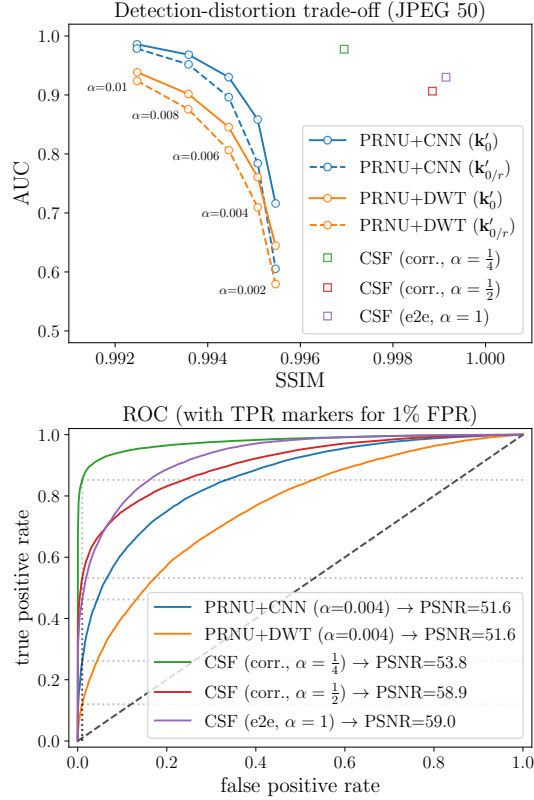 Detection-distortion trade-off (JPEG 50)
1.0
0.9
0.8
0.7
0.6
0.5
AUC
α=0.01
α=0.008
α=0.006
α=0.004
α=0.002
PRNU+CNN (k′₀)
PRNU+CNN (k′₀/ᵣ)
PRNU+DWT (k′₀)
PRNU+DWT (k′₀/ᵣ)
CSF (corr., α = 1/4)
CSF (corr., α = 1/2)
CSF (e2e, α = 1)
0.992 0.994 0.996 0.998 1.000
SSIM
ROC (with TPR markers for 1% FPR)
1.0
0.8
0.6
0.4
0.2
0.0
true positive rate
PRNU+CNN (α=0.004) → PSNR=51.6
PRNU+DWT (α=0.004) → PSNR=51.6
CSF (corr., α = 1/4) → PSNR=53.8
CSF (corr., α = 1/2) → PSNR=58.9
CSF (e2e, α = 1) → PSNR=59.0
0.0 0.2 0.4 0.6 0.8 1.0
false positive rate